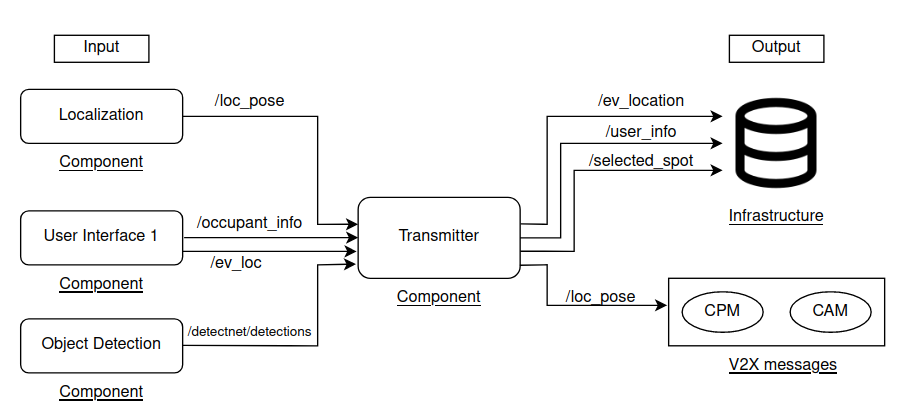 Input
Output
Localization
Component
/loc_pose
User Interface 1
Component
/occupant_info
/ev_loc
Object Detection
Component
/detectnet/detections
Transmitter
Component
/ev_location
/user_info
/selected_spot
Infrastructure
/loc_pose
CPM
CAM
V2X messages